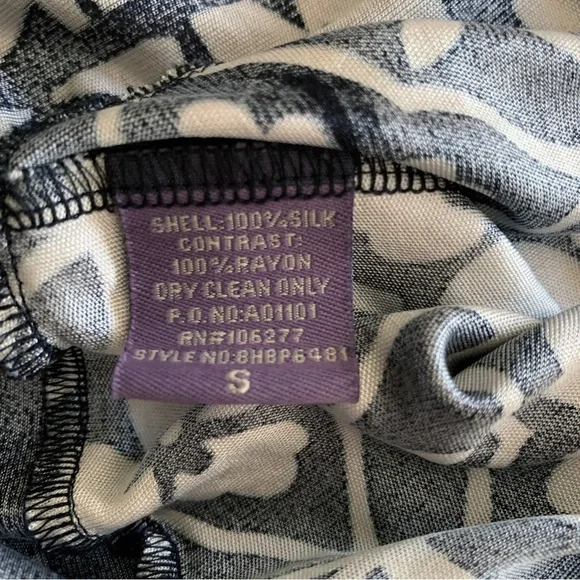 SHELL:100%SILK
CONTRAST:
100%RAYON
DRY CLEAN ONLY
P.O.NO:A01101
RN#106277
STYLE NO:8H8P6481
S